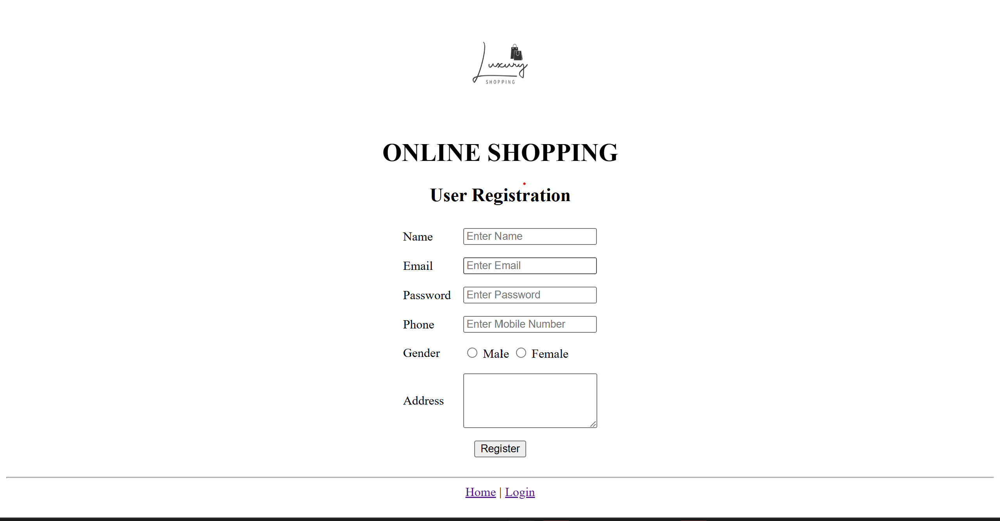 Luxury
SHOPPING
ONLINE SHOPPING
User Registration
Name Enter Name
Email Enter Email
Password Enter Password
Phone Enter Mobile Number
Gender Male Female
Address
Register
Home | Login